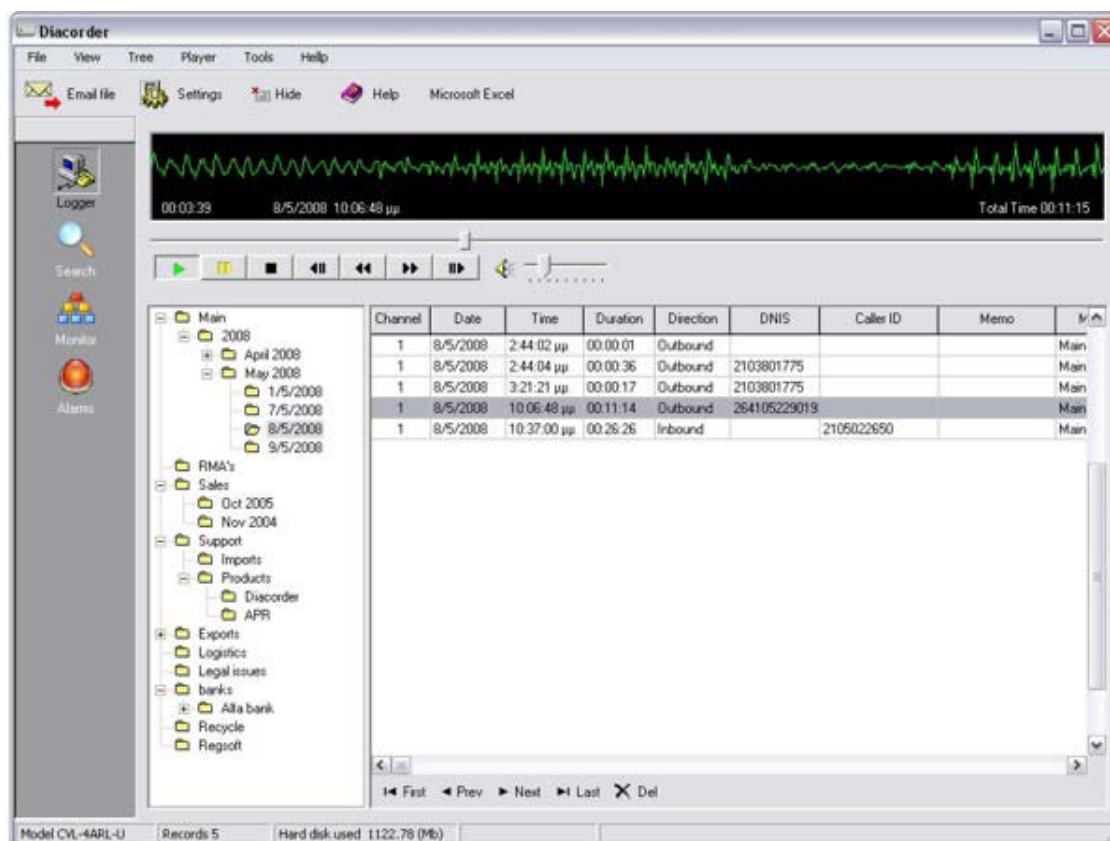 Diacorder
File View Tree Player Tools Help
Email file Settings Hide Help Microsoft Excel
Logger
Search
Monitor
Alarms
00:03:39 8/5/2008 10:06:48 μμ Total Time 00:11:15
Main
2008
April 2008
May 2008
1/5/2008
7/5/2008
8/5/2008
9/5/2008
RMA's
Sales
Oct 2005
Nov 2004
Support
Imports
Products
Diacorder
APR
Exports
Logistics
Legal issues
banks
Alfa bank
Recycle
Regsoft
Channel Date Time Duration Direction DNIS Caller ID Memo M
1 8/5/2008 2:44:02 μμ 00:00:01 Outbound Main
1 8/5/2008 2:44:04 μμ 00:00:36 Outbound 2103801775 Main
1 8/5/2008 3:21:21 μμ 00:00:17 Outbound 2103801775 Main
1 8/5/2008 10:06:48 μμ 00:11:14 Outbound 264105229019 Main
1 8/5/2008 10:37:00 μμ 00:26:26 Inbound 2105022650 Main
First Prev Next Last Del
Model CVL-4ARL-U Records 5 Hard disk used 1122.78 (Mb)